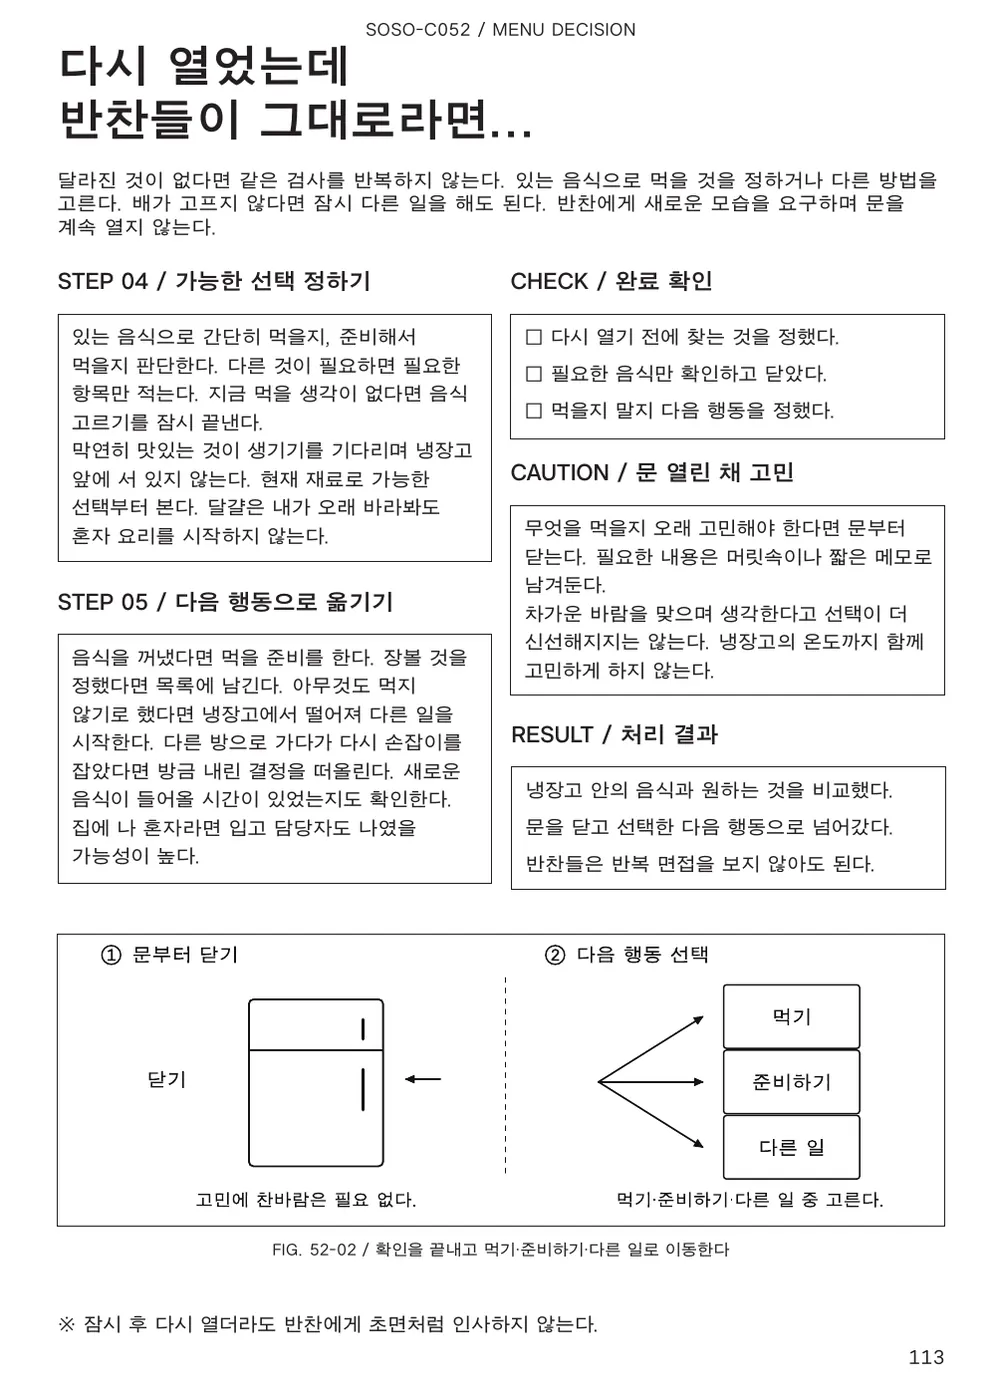 SOSO-C052 / MENU DECISION
다시 열었는데
반찬들이 그대로라면...
달라진 것이 없다면 같은 검사를 반복하지 않는다. 있는 음식으로 먹을 것을 정하거나 다른 방법을
고른다. 배가 고프지 않다면 잠시 다른 일을 해도 된다. 반찬에게 새로운 모습을 요구하며 문을
계속 열지 않는다.
STEP 04 / 가능한 선택 정하기
있는 음식으로 간단히 먹을지, 준비해서
먹을지 판단한다. 다른 것이 필요하면 필요한
항목만 적는다. 지금 먹을 생각이 없다면 음식
고르기를 잠시 끝낸다.
막연히 맛있는 것이 생기기를 기다리며 냉장고
앞에 서 있지 않는다. 현재 재료로 가능한
선택부터 본다. 달걀은 내가 오래 바라봐도
혼자 요리를 시작하지 않는다.
STEP 05 / 다음 행동으로 옮기기
음식을 꺼냈다면 먹을 준비를 한다. 장볼 것을
정했다면 목록에 남긴다. 아무것도 먹지
않기로 했다면 냉장고에서 떨어져 다른 일을
시작한다. 다른 방으로 가다가 다시 손잡이를
잡았다면 방금 내린 결정을 떠올린다. 새로운
음식이 들어올 시간이 있었는지도 확인한다.
집에 나 혼자라면 입고 담당자도 나였을
가능성이 높다.
CHECK / 완료 확인
□ 다시 열기 전에 찾는 것을 정했다.
□ 필요한 음식만 확인하고 닫았다.
□ 먹을지 말지 다음 행동을 정했다.
CAUTION / 문 열린 채 고민
무엇을 먹을지 오래 고민해야 한다면 문부터
닫는다. 필요한 내용은 머릿속이나 짧은 메모로
남겨둔다.
차가운 바람을 맞으며 생각한다고 선택이 더
신선해지지는 않는다. 냉장고의 온도까지 함께
고민하게 하지 않는다.
RESULT / 처리 결과
냉장고 안의 음식과 원하는 것을 비교했다.
문을 닫고 선택한 다음 행동으로 넘어갔다.
반찬들은 반복 면접을 보지 않아도 된다.
① 문부터 닫기
닫기
고민에 찬바람은 필요 없다.
② 다음 행동 선택
먹기
준비하기
다른 일
먹기·준비하기·다른 일 중 고른다.
FIG. 52-02 / 확인을 끝내고 먹기·준비하기·다른 일로 이동한다
※ 잠시 후 다시 열더라도 반찬에게 초면처럼 인사하지 않는다.
113